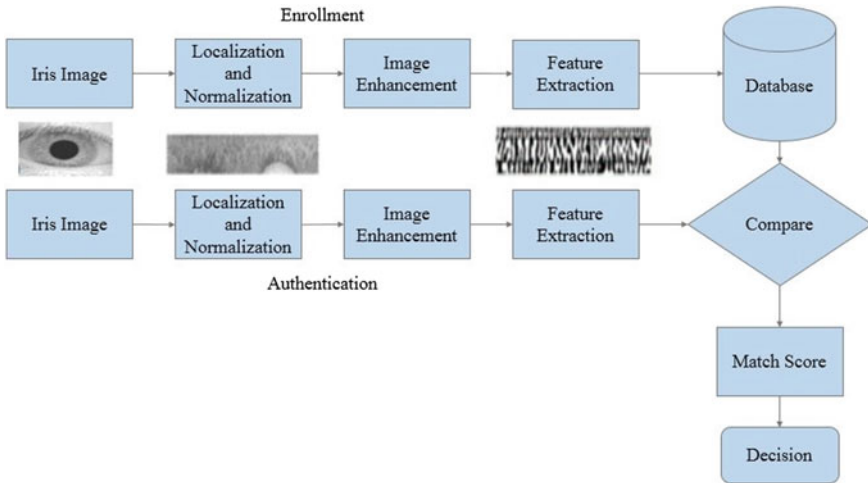 Enrollment
Iris Image
Localization
and
Normalization
Image
Enhancement
Feature
Extraction
Database
Iris Image
Localization
and
Normalization
Image
Enhancement
Feature
Extraction
Compare
Authentication
Match Score
Decision